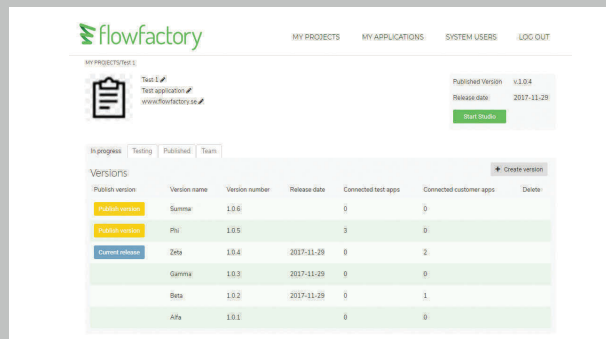 flowfactory MY PROJECTS MY APPLICATIONS SYSTEM USERS LOG OUT
MY PROJECTS/Test 1
Test 1
Test application
www.flowfactory.se
Published Version v.1.0.4
Release date 2017-11-29
Start Studio
In progress Testing Published Team
Versions + Create version
Publish version Version name Version number Release date Connected test apps Connected customer apps Delete
Publish version Summa 1.0.6 0 0
Publish version Phi 1.0.5 3 0
Current release Zeta 1.0.4 2017-11-29 0 2
Gamma 1.0.3 2017-11-29 0 0
Beta 1.0.2 2017-11-29 0 1
Alfa 1.0.1 0 0